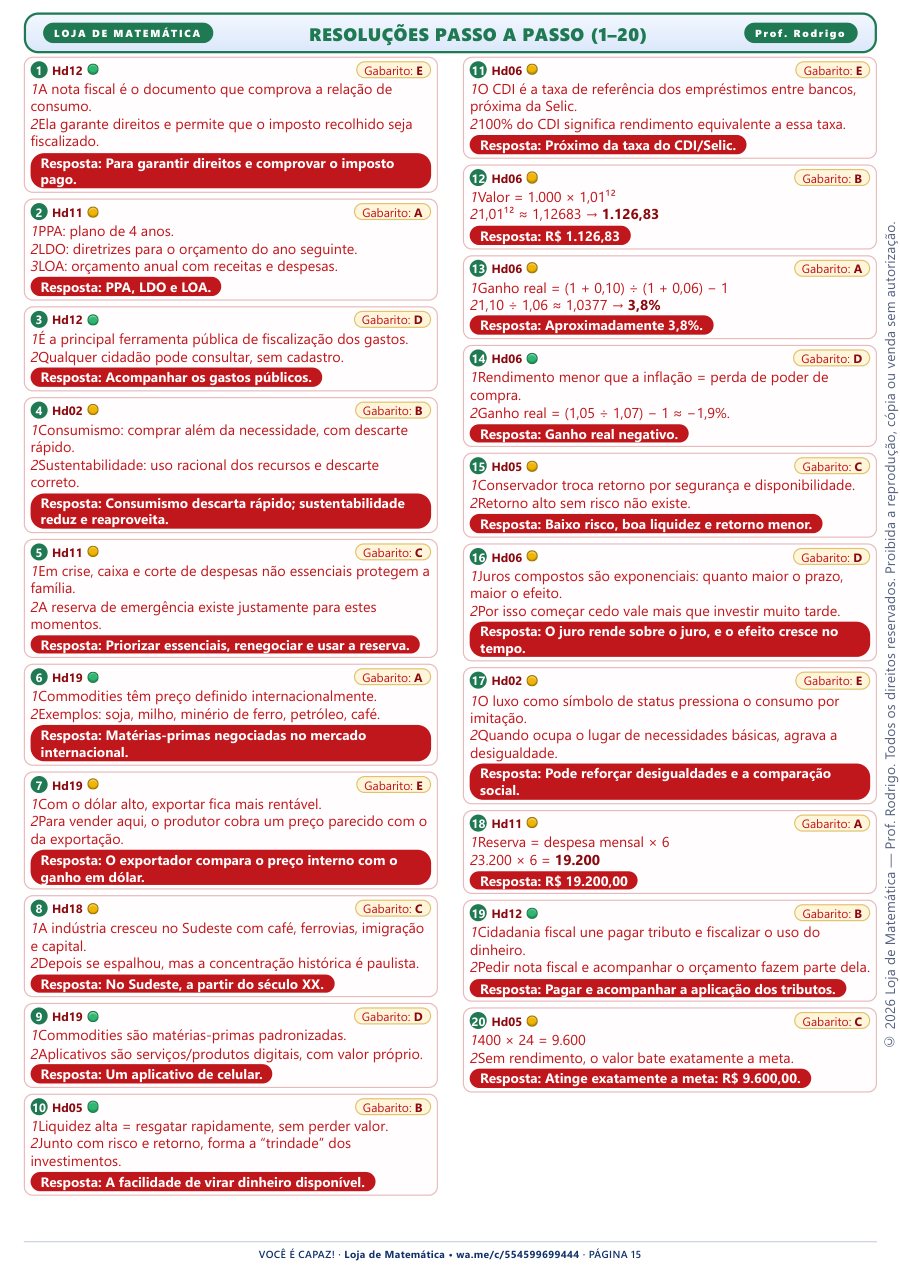 LOJA DE MATEMÁTICA
RESOLUÇÕES PASSO A PASSO (1–20)
Prof. Rodrigo
1 Hd12 Gabarito: E
1A nota fiscal é o documento que comprova a relação de
consumo.
2Ela garante direitos e permite que o imposto recolhido seja
fiscalizado.
Resposta: Para garantir direitos e comprovar o imposto
pago.
2 Hd11 Gabarito: A
1PPA: plano de 4 anos.
2LDO: diretrizes para o orçamento do ano seguinte.
3LOA: orçamento anual com receitas e despesas.
Resposta: PPA, LDO e LOA.
3 Hd12 Gabarito: D
1É a principal ferramenta pública de fiscalização dos gastos.
2Qualquer cidadão pode consultar, sem cadastro.
Resposta: Acompanhar os gastos públicos.
4 Hd02 Gabarito: B
1Consumismo: comprar além da necessidade, com descarte
rápido.
2Sustentabilidade: uso racional dos recursos e descarte
correto.
Resposta: Consumismo descarta rápido; sustentabilidade
reduz e reaproveita.
5 Hd11 Gabarito: C
1Em crise, caixa e corte de despesas não essenciais protegem a
família.
2A reserva de emergência existe justamente para estes
momentos.
Resposta: Priorizar essenciais, renegociar e usar a reserva.
6 Hd19 Gabarito: A
1Commodities têm preço definido internacionalmente.
2Exemplos: soja, milho, minério de ferro, petróleo, café.
Resposta: Matérias-primas negociadas no mercado
internacional.
7 Hd19 Gabarito: E
1Com o dólar alto, exportar fica mais rentável.
2Para vender aqui, o produtor cobra um preço parecido com o
da exportação.
Resposta: O exportador compara o preço interno com o
ganho em dólar.
8 Hd18 Gabarito: C
1A indústria cresceu no Sudeste com café, ferrovias, imigração
e capital.
2Depois se espalhou, mas a concentração histórica é paulista.
Resposta: No Sudeste, a partir do século XX.
9 Hd19 Gabarito: D
1Commodities são matérias-primas padronizadas.
2Aplicativos são serviços/produtos digitais, com valor próprio.
Resposta: Um aplicativo de celular.
10 Hd05 Gabarito: B
1Liquidez alta = resgatar rapidamente, sem perder valor.
2Junto com risco e retorno, forma a “trindade” dos
investimentos.
Resposta: A facilidade de virar dinheiro disponível.
11 Hd06 Gabarito: E
1O CDI é a taxa de referência dos empréstimos entre bancos,
próxima da Selic.
2100% do CDI significa rendimento equivalente a essa taxa.
Resposta: Próximo da taxa do CDI/Selic.
12 Hd06 Gabarito: B
1Valor = 1.000 × 1,01¹²
21,01¹² ≈ 1,12683 → 1.126,83
Resposta: R$ 1.126,83
13 Hd06 Gabarito: A
1Ganho real = (1 + 0,10) ÷ (1 + 0,06) − 1
21,10 ÷ 1,06 ≈ 1,0377 → 3,8%
Resposta: Aproximadamente 3,8%.
14 Hd06 Gabarito: D
1Rendimento menor que a inflação = perda de poder de
compra.
2Ganho real = (1,05 ÷ 1,07) − 1 ≈ −1,9%.
Resposta: Ganho real negativo.
15 Hd05 Gabarito: C
1Conservador troca retorno por segurança e disponibilidade.
2Retorno alto sem risco não existe.
Resposta: Baixo risco, boa liquidez e retorno menor.
16 Hd06 Gabarito: D
1Juros compostos são exponenciais: quanto maior o prazo,
maior o efeito.
2Por isso começar cedo vale mais que investir muito tarde.
Resposta: O juro rende sobre o juro, e o efeito cresce no
tempo.
17 Hd02 Gabarito: E
1O luxo como símbolo de status pressiona o consumo por
imitação.
2Quando ocupa o lugar de necessidades básicas, agrava a
desigualdade.
Resposta: Pode reforçar desigualdades e a comparação
social.
18 Hd11 Gabarito: A
1Reserva = despesa mensal × 6
23.200 × 6 = 19.200
Resposta: R$ 19.200,00
19 Hd12 Gabarito: B
1Cidadania fiscal une pagar tributo e fiscalizar o uso do
dinheiro.
2Pedir nota fiscal e acompanhar o orçamento fazem parte dela.
Resposta: Pagar e acompanhar a aplicação dos tributos.
20 Hd05 Gabarito: C
1400 × 24 = 9.600
2Sem rendimento, o valor bate exatamente a meta.
Resposta: Atinge exatamente a meta: R$ 9.600,00.
© 2026 Loja de Matemática — Prof. Rodrigo. Todos os direitos reservados. Proibida a reprodução, cópia ou venda sem autorização.
VOCÊ É CAPAZ! · Loja de Matemática • wa.me/c/554599699444 · PÁGINA 15